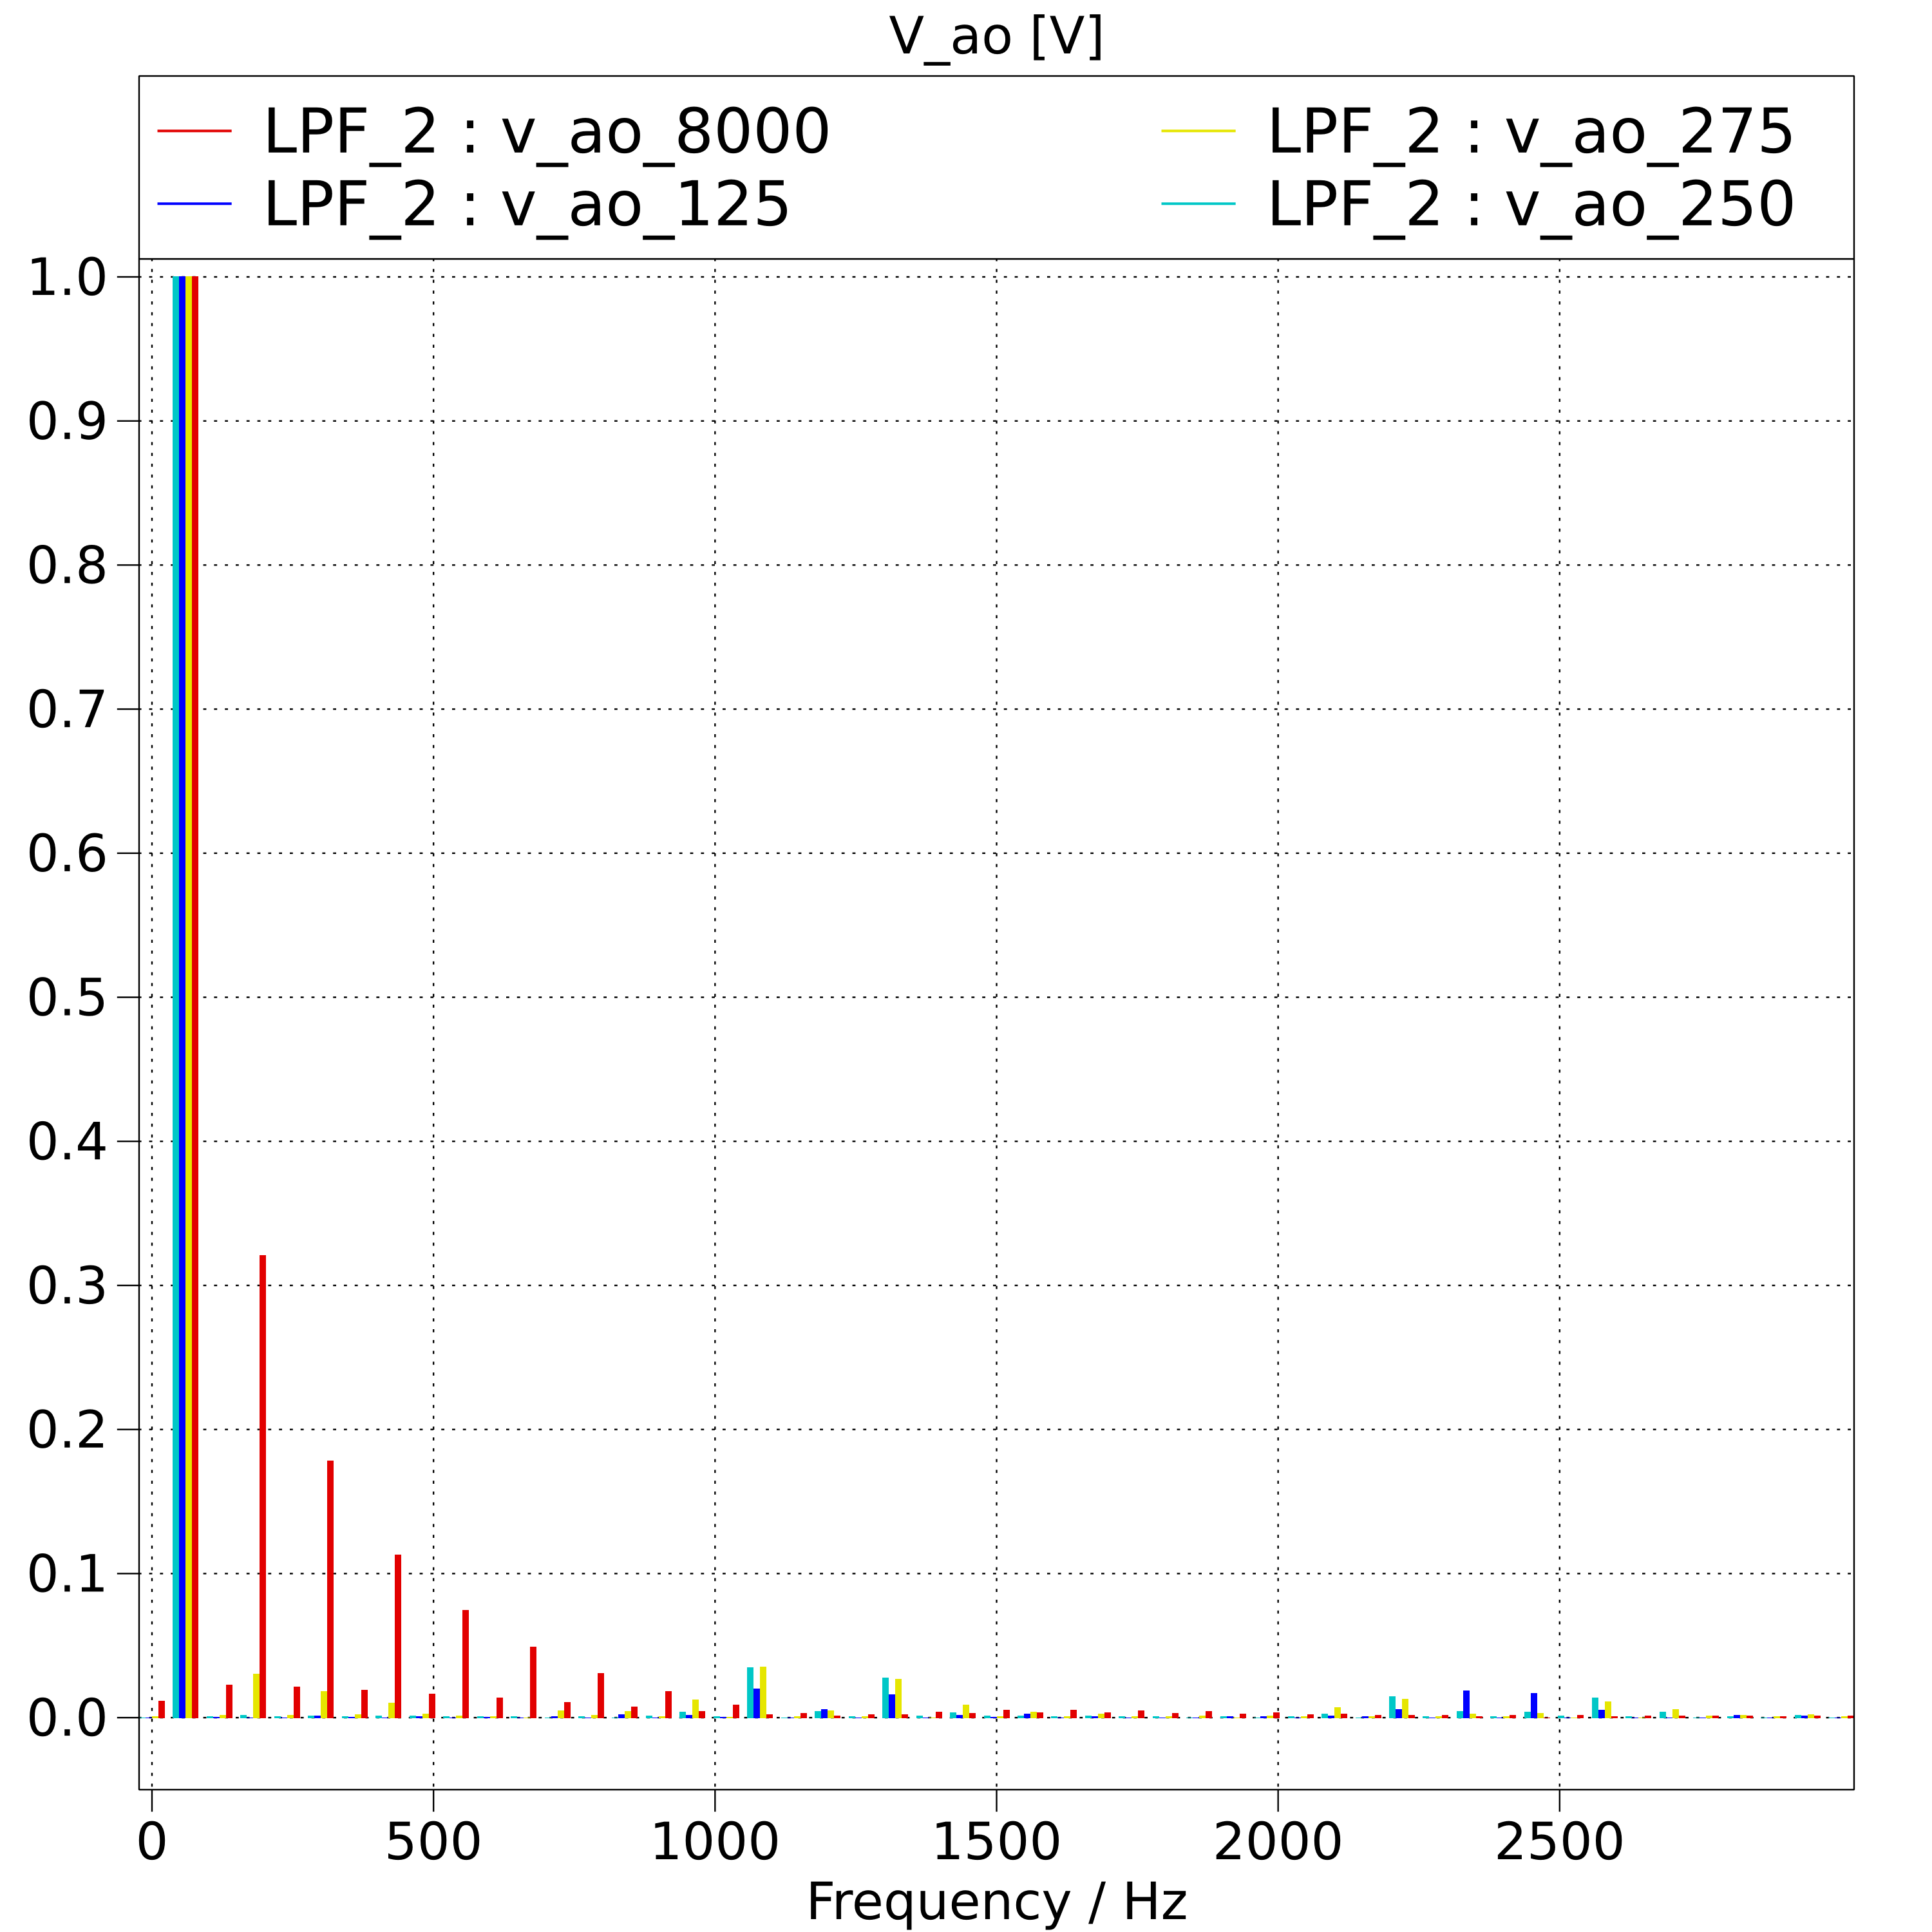 V_ao [V]
LPF_2 : v_ao_8000
LPF_2 : v_ao_275
LPF_2 : v_ao_125
LPF_2 : v_ao_250
1.0
0.9
0.8
0.7
0.6
0.5
0.4
0.3
0.2
0.1
0.0
0 500 1000 1500 2000 2500
Frequency / Hz